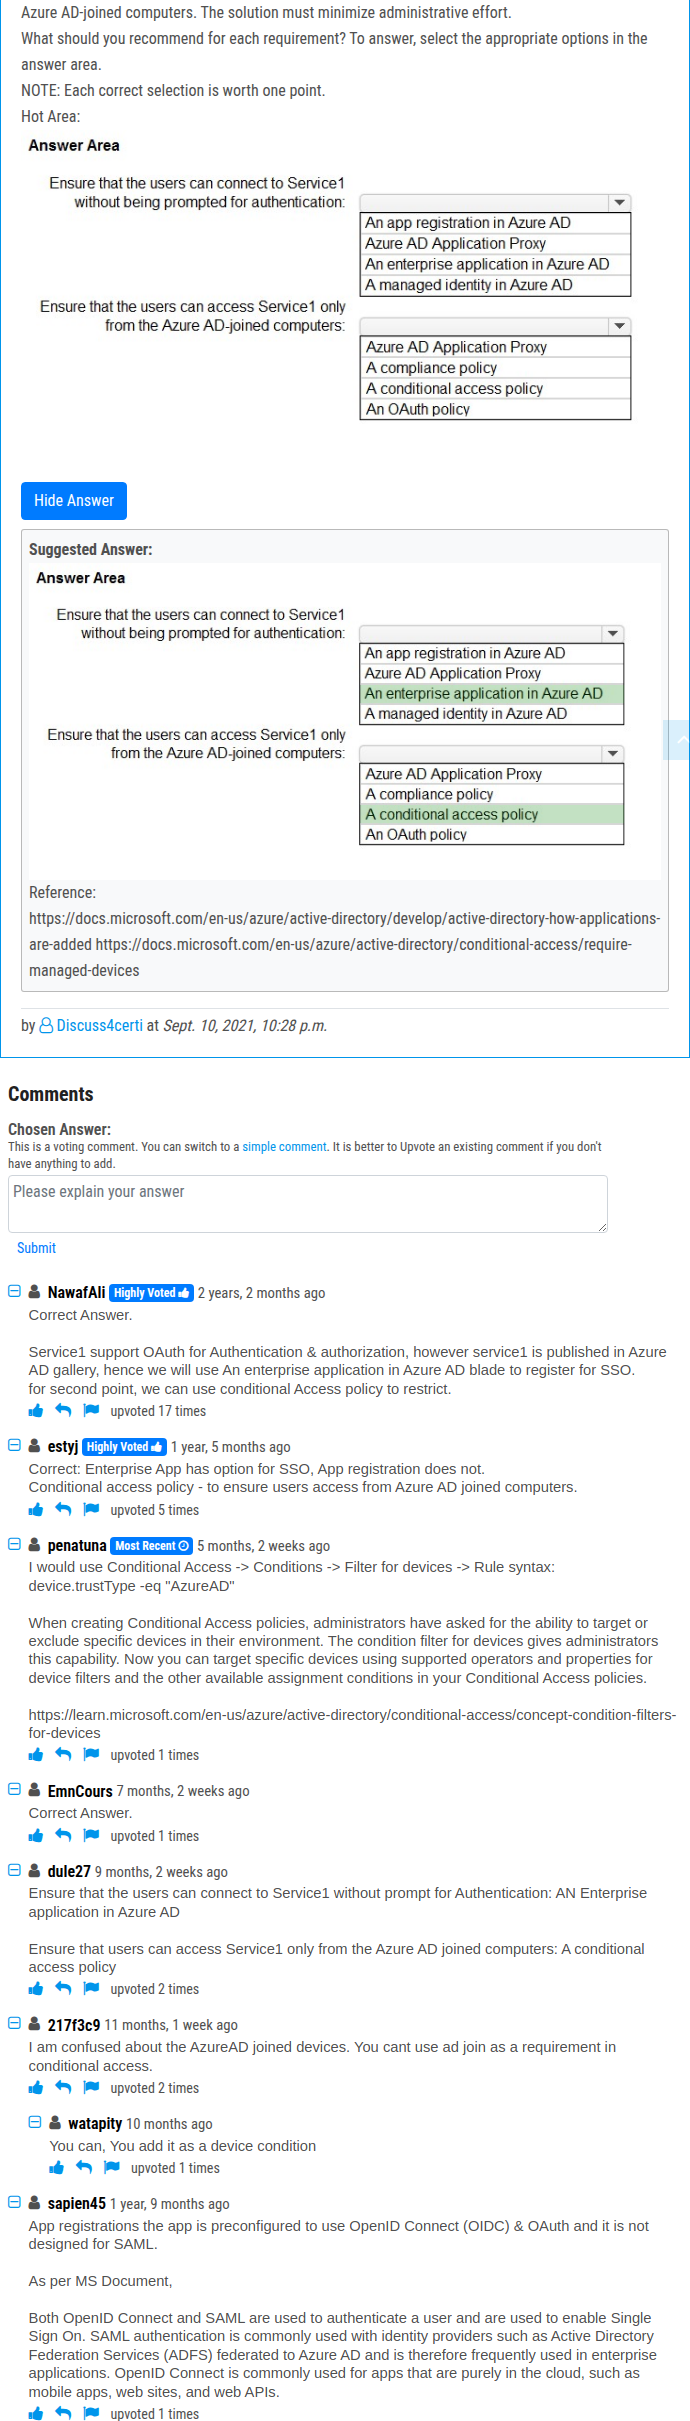 Azure AD-joined computers. The solution must minimize administrative effort.
What should you recommend for each requirement? To answer, select the appropriate options in the
answer area.
NOTE: Each correct selection is worth one point.
Hot Area:
Answer Area
Ensure that the users can connect to Service1
without being prompted for authentication:
An app registration in Azure AD
Azure AD Application Proxy
An enterprise application in Azure AD
A managed identity in Azure AD
Ensure that the users can access Service1 only
from the Azure AD-joined computers:
Azure AD Application Proxy
A compliance policy
A conditional access policy
An OAuth policy
Hide Answer
Suggested Answer:
Answer Area
Ensure that the users can connect to Service1
without being prompted for authentication:
An app registration in Azure AD
Azure AD Application Proxy
An enterprise application in Azure AD
A managed identity in Azure AD
Ensure that the users can access Service1 only
from the Azure AD-joined computers:
Azure AD Application Proxy
A compliance policy
A conditional access policy
An OAuth policy
Reference:
https://docs.microsoft.com/en-us/azure/active-directory/develop/active-directory-how-applications-
are-added https://docs.microsoft.com/en-us/azure/active-directory/conditional-access/require-
managed-devices
by Discuss4certi at Sept. 10, 2021, 10:28 p.m.
Comments
Chosen Answer:
This is a voting comment. You can switch to a simple comment. It is better to Upvote an existing comment if you don't
have anything to add.
Please explain your answer
Submit
NawafAli Highly Voted 2 years, 2 months ago
Correct Answer.
Service1 support OAuth for Authentication & authorization, however service1 is published in Azure
AD gallery, hence we will use An enterprise application in Azure AD blade to register for SSO.
for second point, we can use conditional Access policy to restrict.
upvoted 17 times
estyj Highly Voted 1 year, 5 months ago
Correct: Enterprise App has option for SSO, App registration does not.
Conditional access policy - to ensure users access from Azure AD joined computers.
upvoted 5 times
penatuna Most Recent 5 months, 2 weeks ago
I would use Conditional Access -> Conditions -> Filter for devices -> Rule syntax:
device.trustType -eq "AzureAD"
When creating Conditional Access policies, administrators have asked for the ability to target or
exclude specific devices in their environment. The condition filter for devices gives administrators
this capability. Now you can target specific devices using supported operators and properties for
device filters and the other available assignment conditions in your Conditional Access policies.
https://learn.microsoft.com/en-us/azure/active-directory/conditional-access/concept-condition-filters-
for-devices
upvoted 1 times
EmnCours 7 months, 2 weeks ago
Correct Answer.
upvoted 1 times
dule27 9 months, 2 weeks ago
Ensure that the users can connect to Service1 without prompt for Authentication: AN Enterprise
application in Azure AD
Ensure that users can access Service1 only from the Azure AD joined computers: A conditional
access policy
upvoted 2 times
217f3c9 11 months, 1 week ago
I am confused about the AzureAD joined devices. You cant use ad join as a requirement in
conditional access.
upvoted 2 times
watapity 10 months ago
You can, You add it as a device condition
upvoted 1 times
sapien45 1 year, 9 months ago
App registrations the app is preconfigured to use OpenID Connect (OIDC) & OAuth and it is not
designed for SAML.
As per MS Document,
Both OpenID Connect and SAML are used to authenticate a user and are used to enable Single
Sign On. SAML authentication is commonly used with identity providers such as Active Directory
Federation Services (ADFS) federated to Azure AD and is therefore frequently used in enterprise
applications. OpenID Connect is commonly used for apps that are purely in the cloud, such as
mobile apps, web sites, and web APIs.
upvoted 1 times